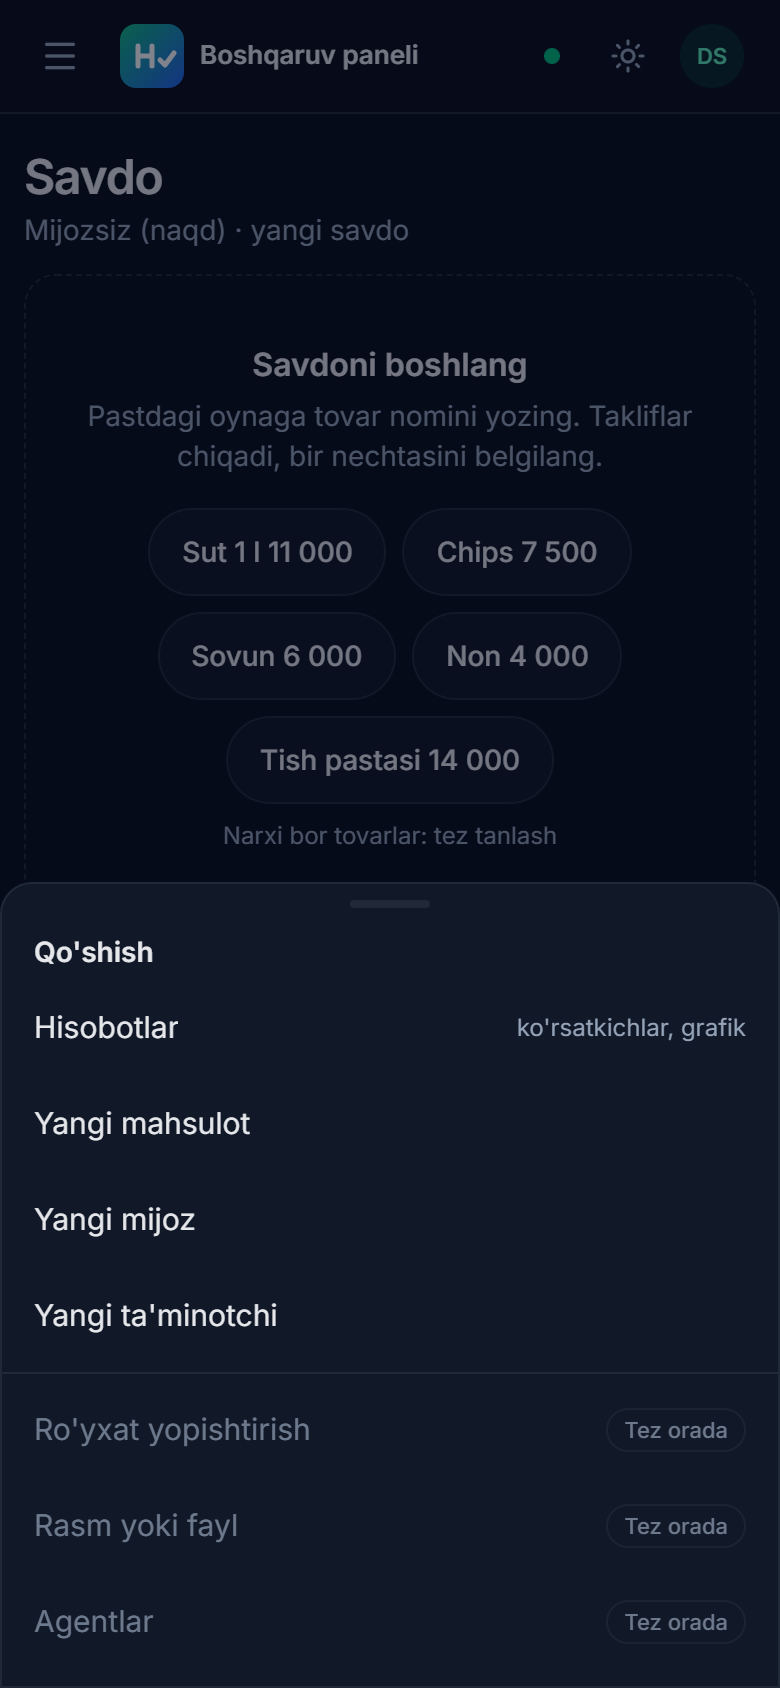 H✓ Boshqaruv paneli DS
Savdo
Mijozsiz (naqd) · yangi savdo
Savdoni boshlang
Pastdagi oynaga tovar nomini yozing. Takliflar
chiqadi, bir nechtasini belgilang.
Sut 1 l 11 000 Chips 7 500
Sovun 6 000 Non 4 000
Tish pastasi 14 000
Narxi bor tovarlar: tez tanlash
Qo'shish
Hisobotlar ko'rsatkichlar, grafik
Yangi mahsulot
Yangi mijoz
Yangi ta'minotchi
Ro'yxat yopishtirish Tez orada
Rasm yoki fayl Tez orada
Agentlar Tez orada